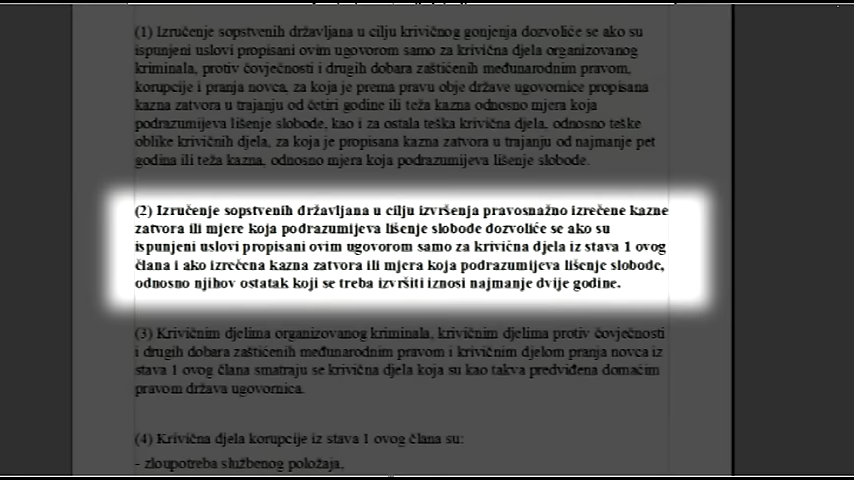 (1) Izručenje sopstvenih državljana u cilju krivičnog gonjenja dozvoliće se ako su
ispunjeni uslovi propisani ovim ugovorom samo za krivična djela organizovanog
kriminala, protiv čovječnosti i drugih dobara zaštićenih međunarodnim pravom,
korupcije i pranja novca, za koja je prema pravu obje države ugovornice propisana
kazna zatvora u trajanju od četiri godine ili teža kazna odnosno mjera koja
podrazumijeva lišenje slobode, kao i za ostala teška krivična djela, odnosno teške
oblike krivičnih djela, za koja je propisana kazna zatvora u trajanju od najmanje pet
godina ili teža kazna, odnosno mjera koja podrazumijeva lišenje slobode.
(2) Izručenje sopstvenih državljana u cilju izvršenja pravosnažno izrečene kazne
zatvora ili mjere koja podrazumijeva lišenje slobode dozvoliće se ako su
ispunjeni uslovi propisani ovim ugovorom samo za krivična djela iz stava 1 ovog
člana i ako izrečena kazna zatvora ili mjera koja podrazumijeva lišenje slobode,
odnosno njihov ostatak koji se treba izvršiti iznosi najmanje dvije godine.
(3) Krivičnim djelima organizovanog kriminala, krivičnim djelima protiv čovječnosti
i drugih dobara zaštićenih međunarodnim pravom i krivičnim djelom pranja novca iz
stava 1 ovog člana smatraju se krivična djela koja su kao takva predviđena domaćim
pravom država ugovornica.
(4) Krivična djela korupcije iz stava 1 ovog člana su:
- zloupotreba službenog položaja,